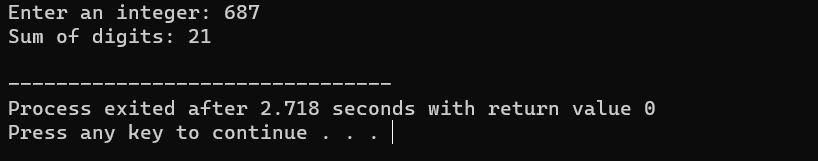 Enter an integer: 687
Sum of digits: 21
--------------------------------
Process exited after 2.718 seconds with return value 0
Press any key to continue . . .